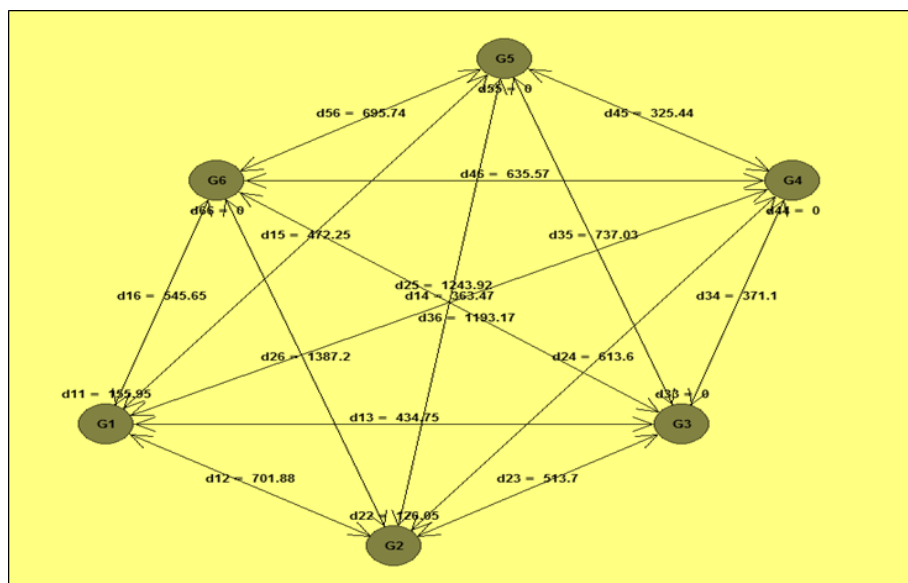 G5
d55 = 0
d56 = 695.74
d45 = 325.44
G6
d46 = 635.57
G4
d66 = 0
d44 = 0
d15 = 472.25
d35 = 737.03
d25 = 1243.92
d16 = 545.65
d14 = 363.47
d34 = 371.1
d36 = 1193.17
d26 = 1387.2
d24 = 613.6
d11 = 155.95
d33 = 0
G1
d13 = 434.75
G3
d12 = 701.88
d23 = 513.7
d22 = 126.05
G2